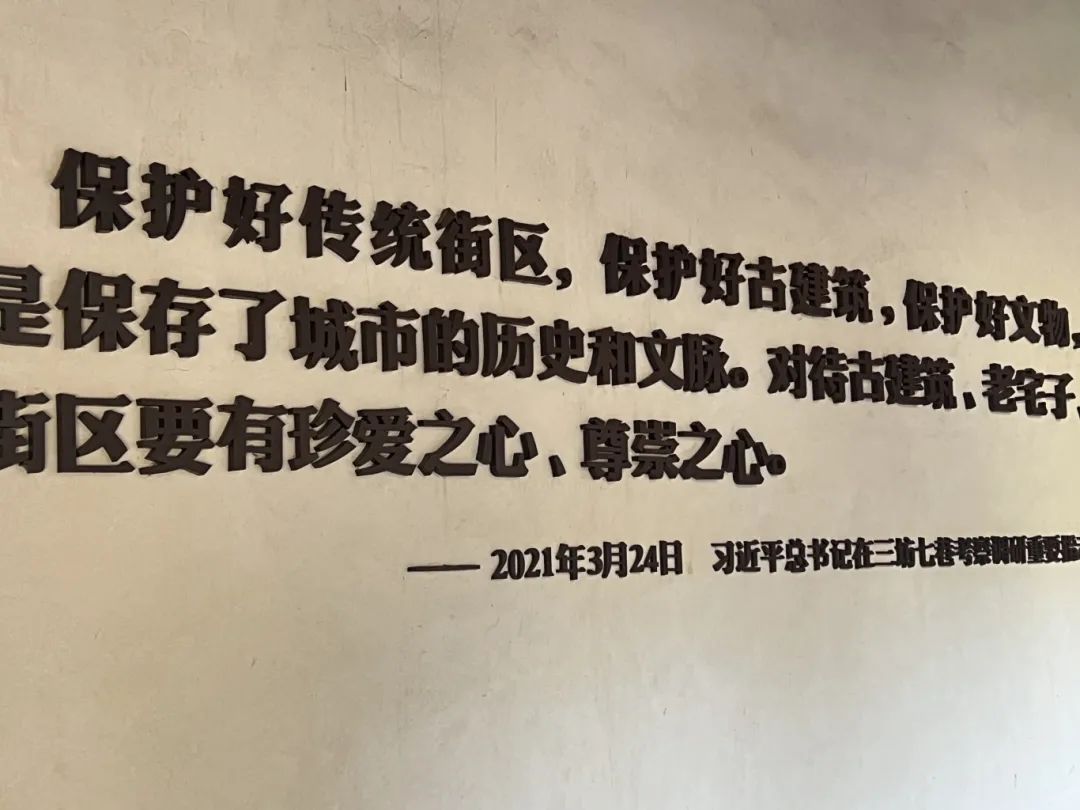 保护好传统街区，保护好古建筑，保护好文物，
是保存了城市的历史和文脉。对待古建筑、老宅子、
街区要有珍爱之心、尊崇之心。
——2021年3月24日 习近平总书记在三坊七巷考察调研重要指